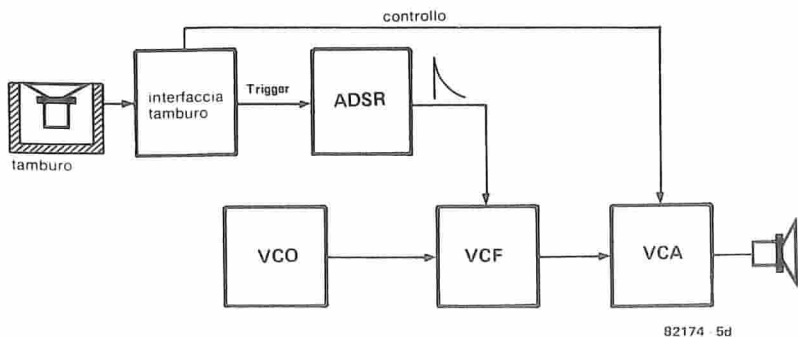 controllo
interfaccia
tamburo
Trigger
ADSR
tamburo
VCO
VCF
VCA
82174 - 5d